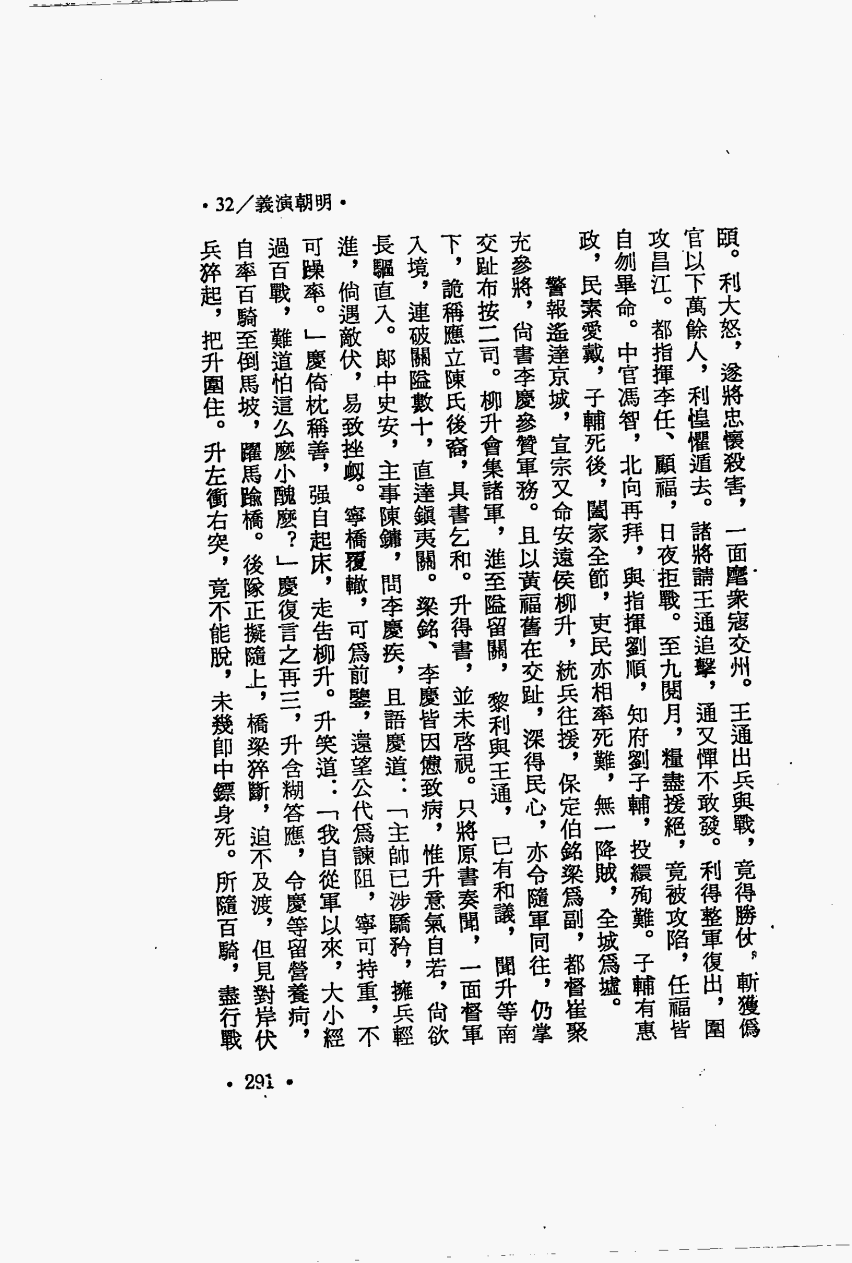 ·32／義演朝明·
頤。利大怒，遂將忠懷殺害，一面麾衆寇交州。王通出兵與戰，竟得勝仗。斬獲僞
官以下萬餘人，利惶懼遁去。諸將請王通追擊，通又憚不敢發。利得整軍復出，圍
攻昌江。都指揮李任、顧福，日夜拒戰。至九閱月，糧盡援絕，竟被攻陷，任福皆
自刎畢命。中官馮智，北向再拜，與指揮劉順，知府劉子輔，投繯殉難。子輔有惠
政，民素愛戴，子輔死後，闔家全節，吏民亦相率死難，無一降賊，全城爲墟。
警報遙達京城，宣宗又命安遠侯柳升，統兵往援，保定伯銘梁爲副，都督崔聚
充參將，尚書李慶參贊軍務。且以黃福舊在交趾，深得民心，亦令隨軍同往，仍掌
交趾布按二司。柳升會集諸軍，進至隘留關，黎利與王通，已有和議，聞升等南
下，詭稱應立陳氏後裔，具書乞和。升得書，並未啓視。只將原書奏聞，一面督軍
入境，連破關隘數十，直達鎭夷關。梁銘、李慶皆因憊致病，惟升意氣自若，尙欲
長驅直入。郞中史安，主事陳鏞，問李慶疾，且語慶道：「主帥已涉驕矜，擁兵輕
進，倘遇敵伏，易致挫衂。寧橋覆轍，可爲前鑒，還望公代爲諫阻，寧可持重，不
可躁率。」慶倚枕稱善，强自起床，走告柳升。升笑道：「我自從軍以來，大小經
過百戰，難道怕這么麼小醜麼？」慶復言之再三，升含糊答應，令慶等留營養疴，
自率百騎至倒馬坡，躍馬踰橋。後隊正擬隨上，橋梁猝斷，迫不及渡，但見對岸伏
兵猝起，把升圍住。升左衝右突，竟不能脫，未幾卽中鏢身死。所隨百騎，盡行戰
·291·